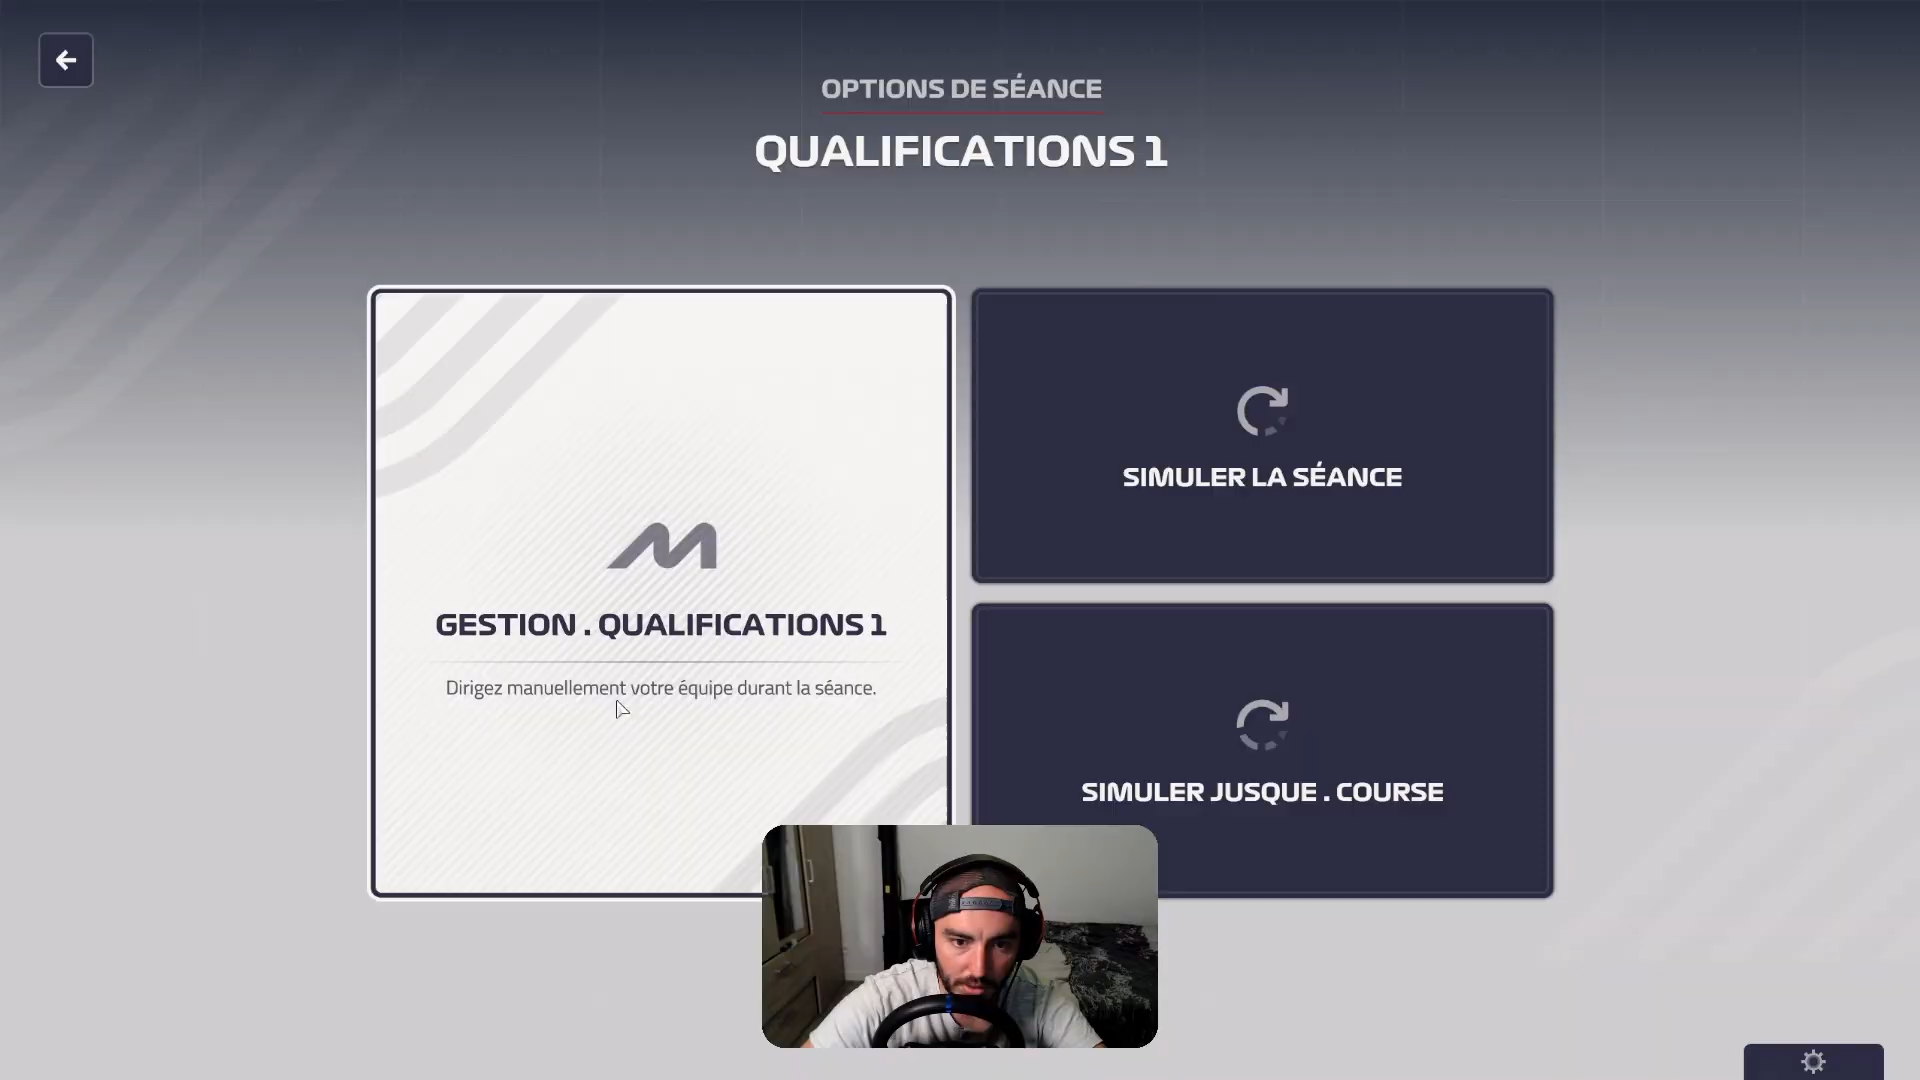 OPTIONS DE SÉANCE
QUALIFICATIONS 1
GESTION . QUALIFICATIONS 1
Dirigez manuellement votre équipe durant la séance.
SIMULER LA SÉANCE
SIMULER JUSQUE . COURSE